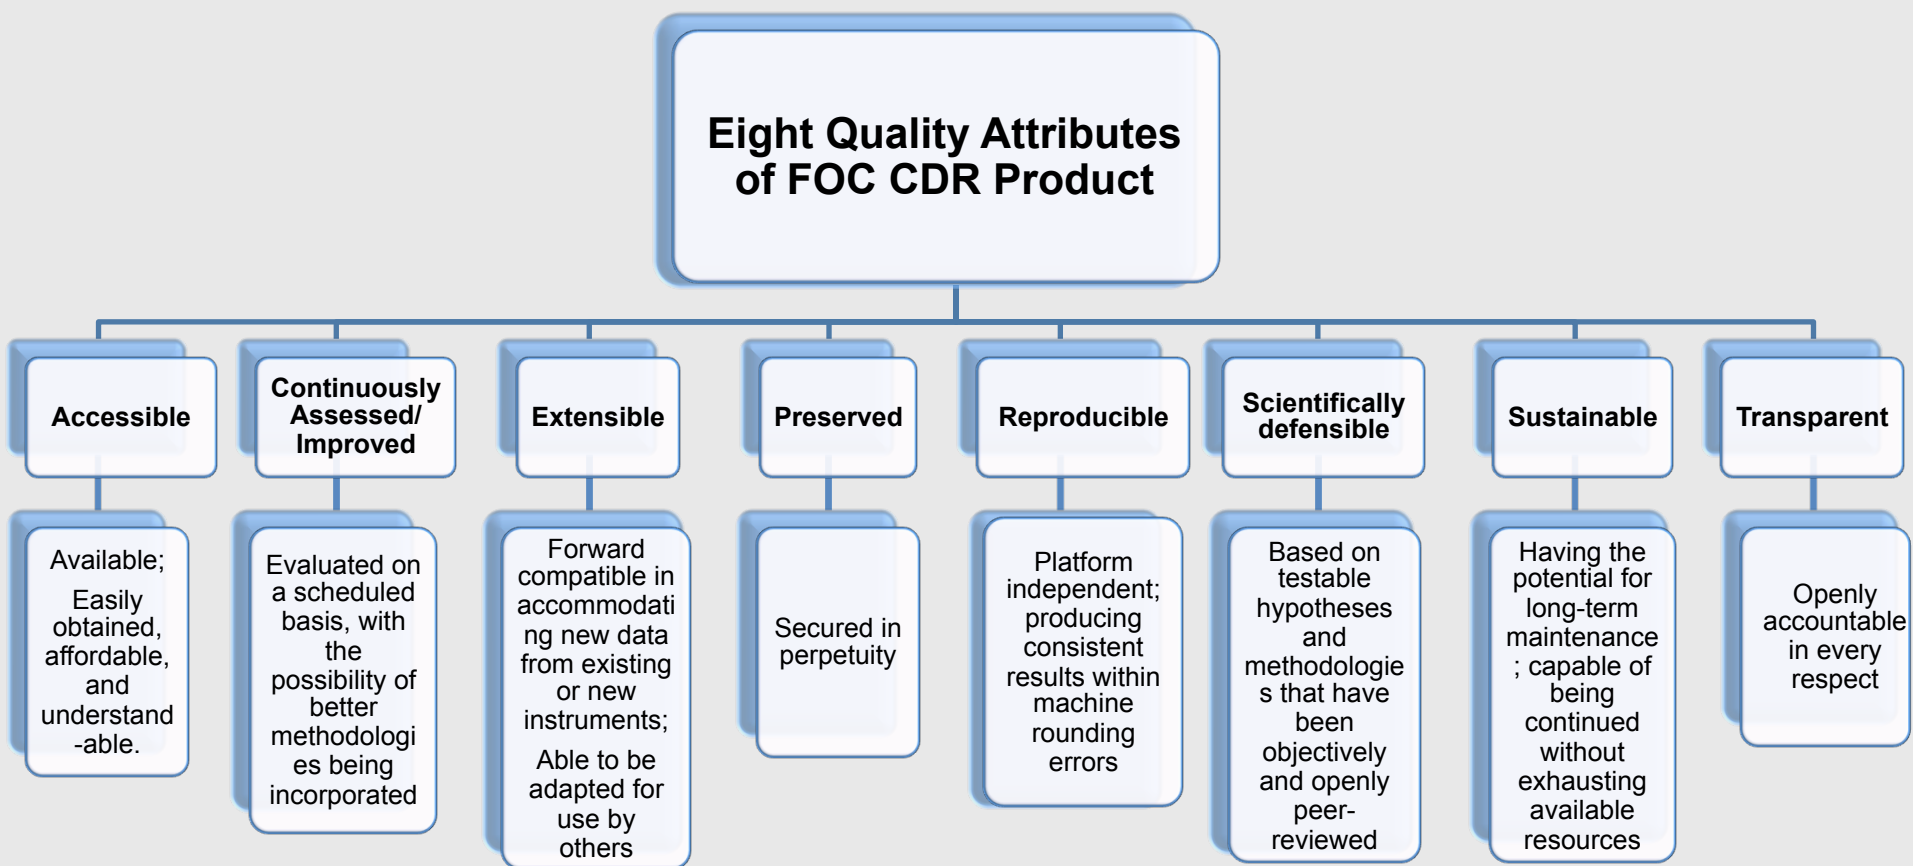 Eight Quality Attributes
of FOC CDR Product
Accessible
Continuously
Assessed/
Improved
Extensible
Preserved
Reproducible
Scientifically
defensible
Sustainable
Transparent
Available;
Easily
obtained,
affordable,
and
understand
-able.
Evaluated on
a scheduled
basis, with
the
possibility of
better
methodologi
es being
incorporated
Forward
compatible in
accommodati
ng new data
from existing
or new
instruments;
Able to be
adapted for
use by
others
Secured in
perpetuity
Platform
independent;
producing
consistent
results within
machine
rounding
errors
Based on
testable
hypotheses
and
methodologie
s that have
been
objectively
and openly
peer-
reviewed
Having the
potential for
long-term
maintenance
; capable of
being
continued
without
exhausting
available
resources
Openly
accountable
in every
respect